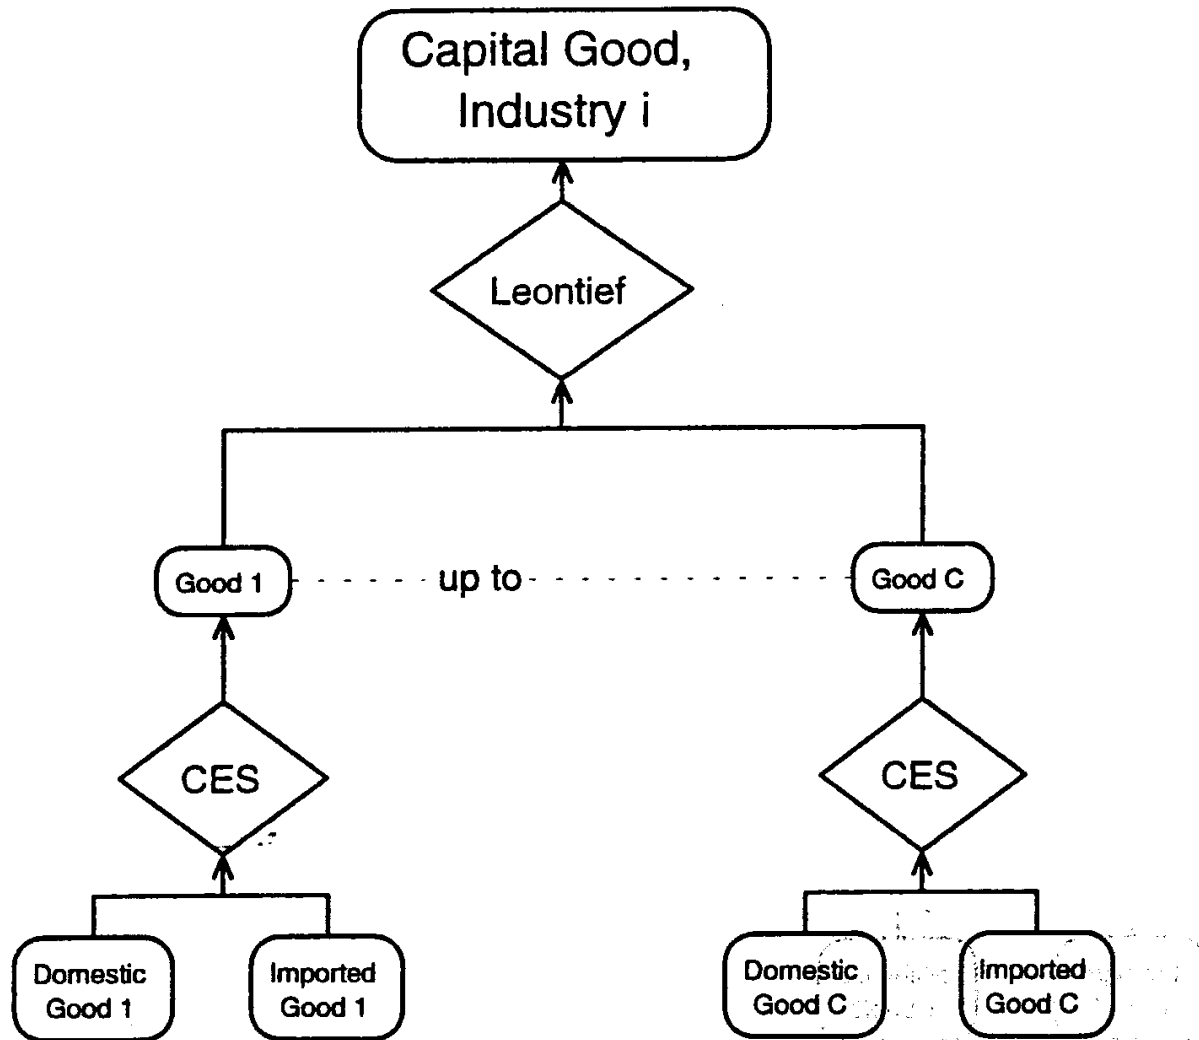 Capital Good,
Industry i
Leontief
Good 1
up to
Good C
CES
CES
Domestic
Good 1
Imported
Good 1
Domestic
Good C
Imported
Good C